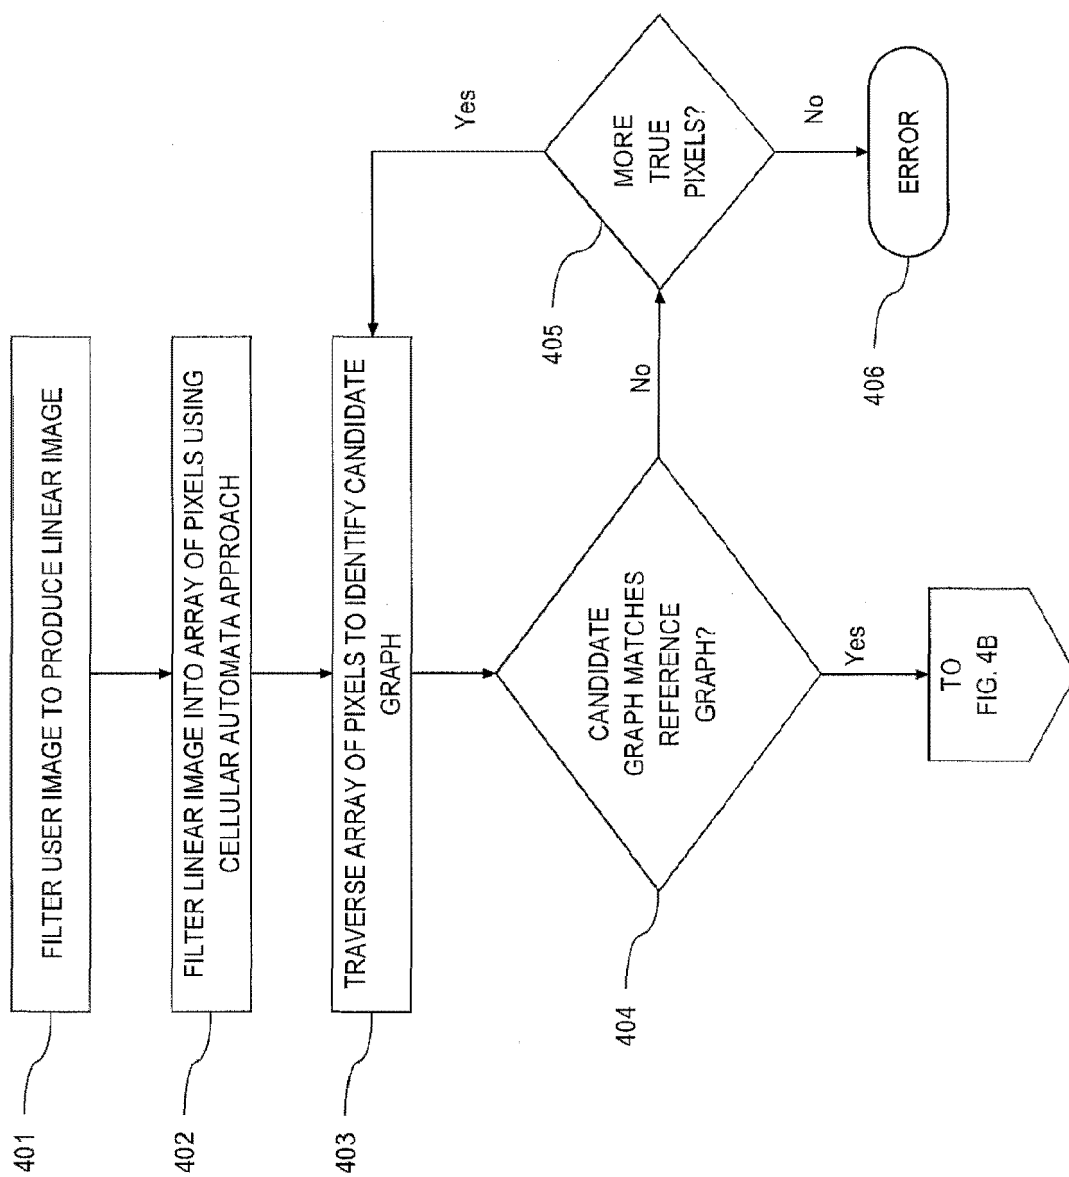 401
FILTER USER IMAGE TO PRODUCE LINEAR IMAGE
402
FILTER LINEAR IMAGE INTO ARRAY OF PIXELS USING
CELLULAR AUTOMATA APPROACH
403
TRAVERSE ARRAY OF PIXELS TO IDENTIFY CANDIDATE
GRAPH
404
CANDIDATE
GRAPH MATCHES
REFERENCE
GRAPH?
No
Yes
405
MORE
TRUE
PIXELS?
Yes
No
406
ERROR
TO
FIG. 4B